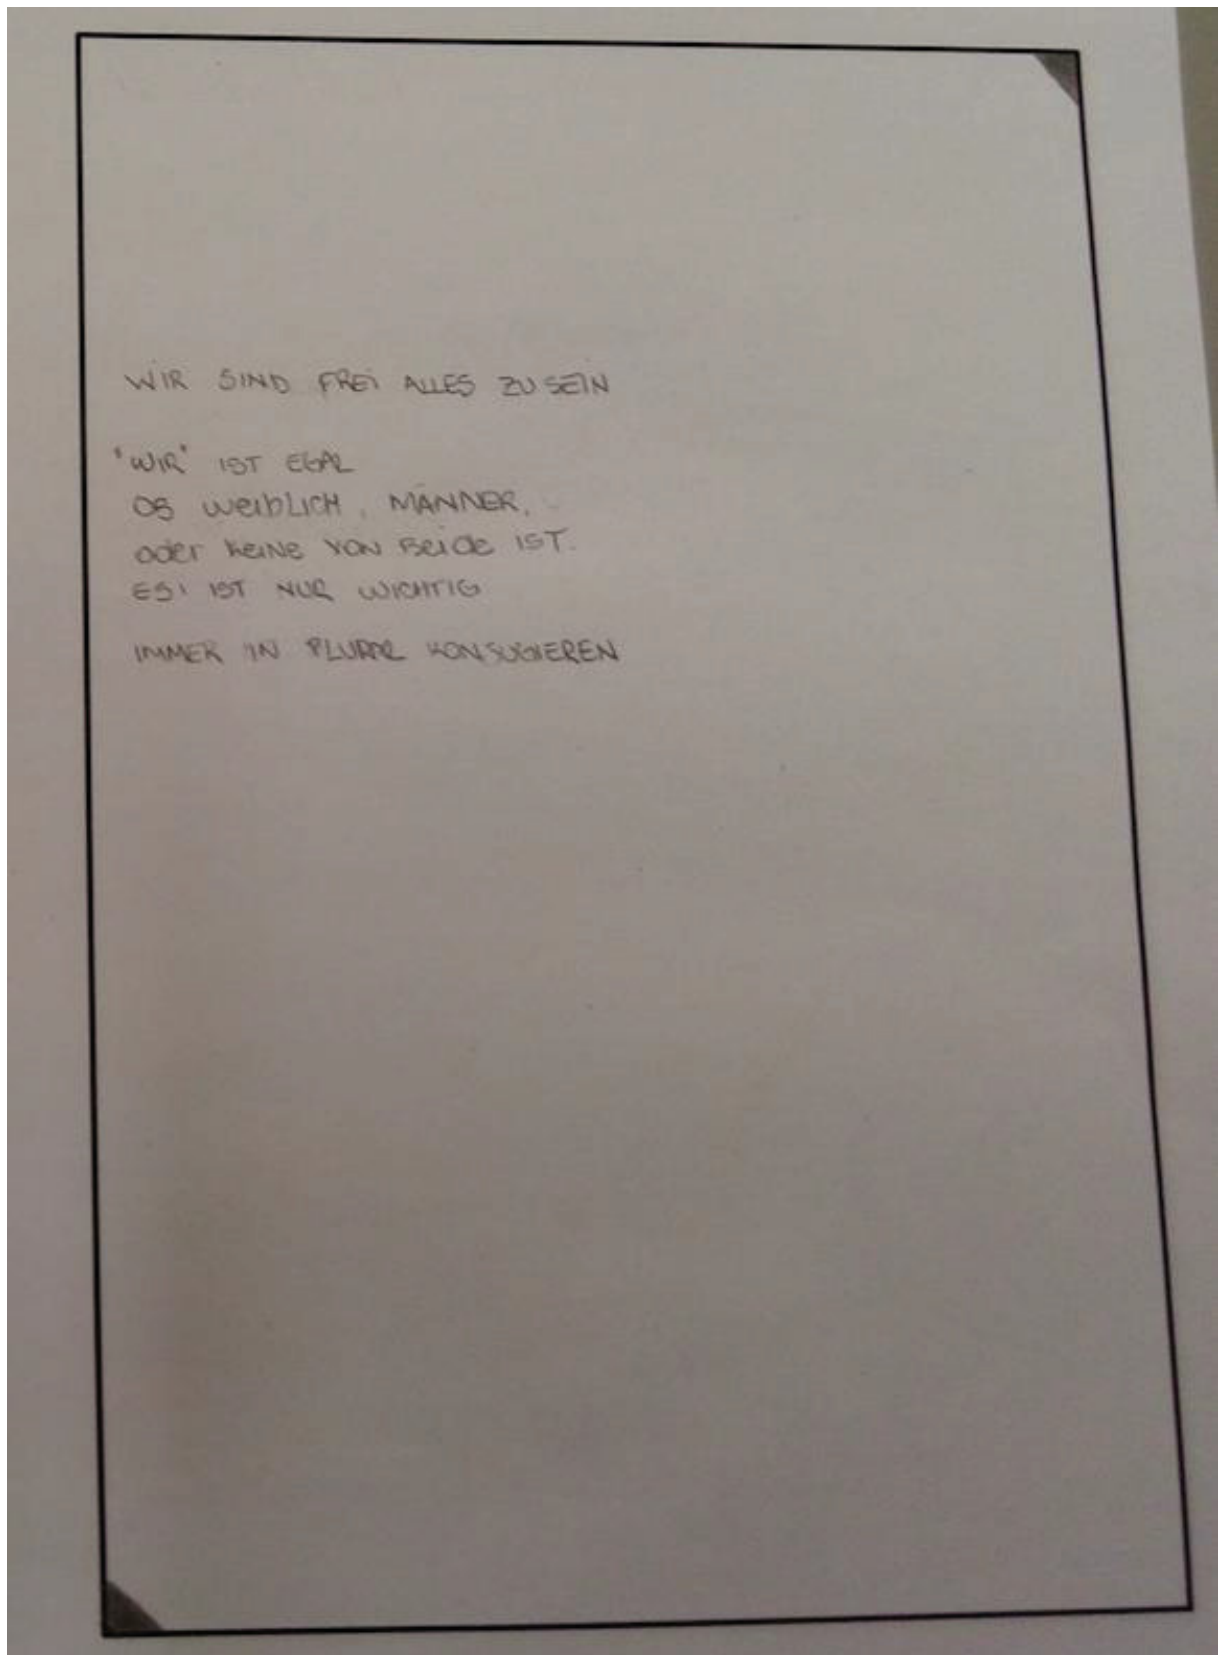 WIR SIND FREI ALLES ZU SEIN
"WIR" IST EGAL
OB weiblich, MÄNNER,
oder keine von Beide IST.
ES IST NUR WICHTIG
IMMER IN PLURAL KONJUGIEREN